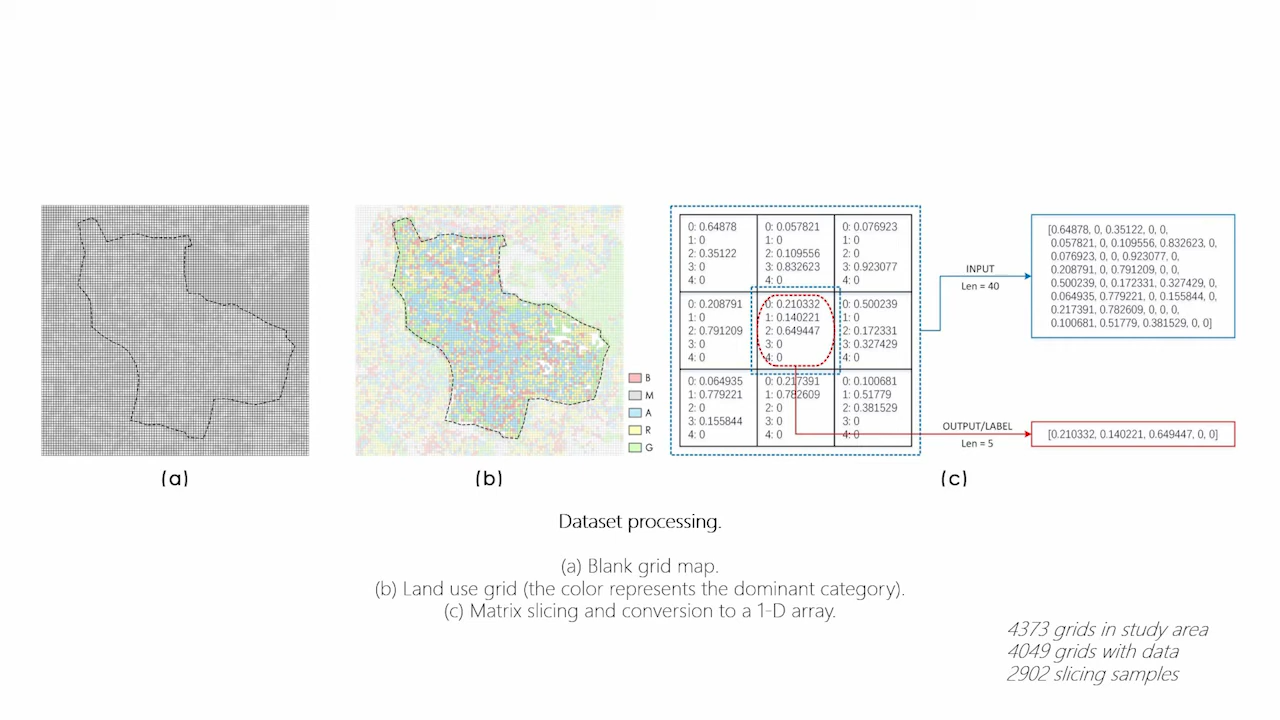 0: 0.64878
1: 0
2: 0.35122
3: 0
4: 0
0: 0.057821
1: 0
2: 0.109556
3: 0.832623
4: 0
0: 0.076923
1: 0
2: 0
3: 0.923077
4: 0
0: 0.208791
1: 0
2: 0.791209
3: 0
4: 0
0: 0.210332
1: 0.140221
2: 0.649447
3: 0
4: 0
0: 0.500239
1: 0
2: 0.172331
3: 0.327429
4: 0
0: 0.064935
1: 0.779221
2: 0
3: 0.155844
4: 0
0: 0.217391
1: 0.782609
2: 0
3: 0
4: 0
0: 0.100681
1: 0.51779
2: 0.381529
3: 0
4: 0
INPUT
Len = 40
[0.64878, 0, 0.35122, 0, 0,
0.057821, 0, 0.109556, 0.832623, 0,
0.076923, 0, 0, 0.923077, 0,
0.208791, 0, 0.791209, 0, 0,
0.500239, 0, 0.172331, 0.327429, 0,
0.064935, 0.779221, 0, 0.155844, 0,
0.217391, 0.782609, 0, 0, 0,
0.100681, 0.51779, 0.381529, 0, 0]
OUTPUT/LABEL
Len = 5
[0.210332, 0.140221, 0.649447, 0, 0]
B
M
A
R
G
(a)
(b)
(c)
Dataset processing.
(a) Blank grid map.
(b) Land use grid (the color represents the dominant category).
(c) Matrix slicing and conversion to a 1-D array.
4373 grids in study area
4049 grids with data
2902 slicing samples